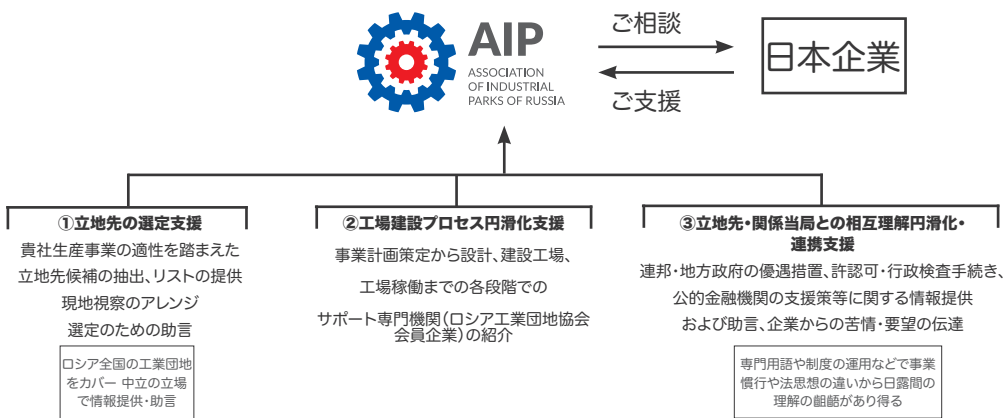 AIP
ASSOCIATION
OF INDUSTRIAL
PARKS OF RUSSIA
ご相談
ご支援
日本企業
①立地先の選定支援
貴社生産事業の適性を踏まえた
立地先候補の抽出、リストの提供
現地視察のアレンジ
選定のための助言
ロシア全国の工業団地
をカバー 中立の立場
で情報提供・助言
②工場建設プロセス円滑化支援
事業計画策定から設計、建設工場、
工場稼働までの各段階での
サポート専門機関(ロシア工業団地協会
会員企業)の紹介
③立地先・関係当局との相互理解円滑化・
連携支援
連邦・地方政府の優遇措置、許認可・行政検査手続き、
公的金融機関の支援策等に関する情報提供
および助言、企業からの苦情・要望の伝達
専門用語や制度の運用などで事業
慣行や法思想の違いから日露間の
理解の齟齬があり得る